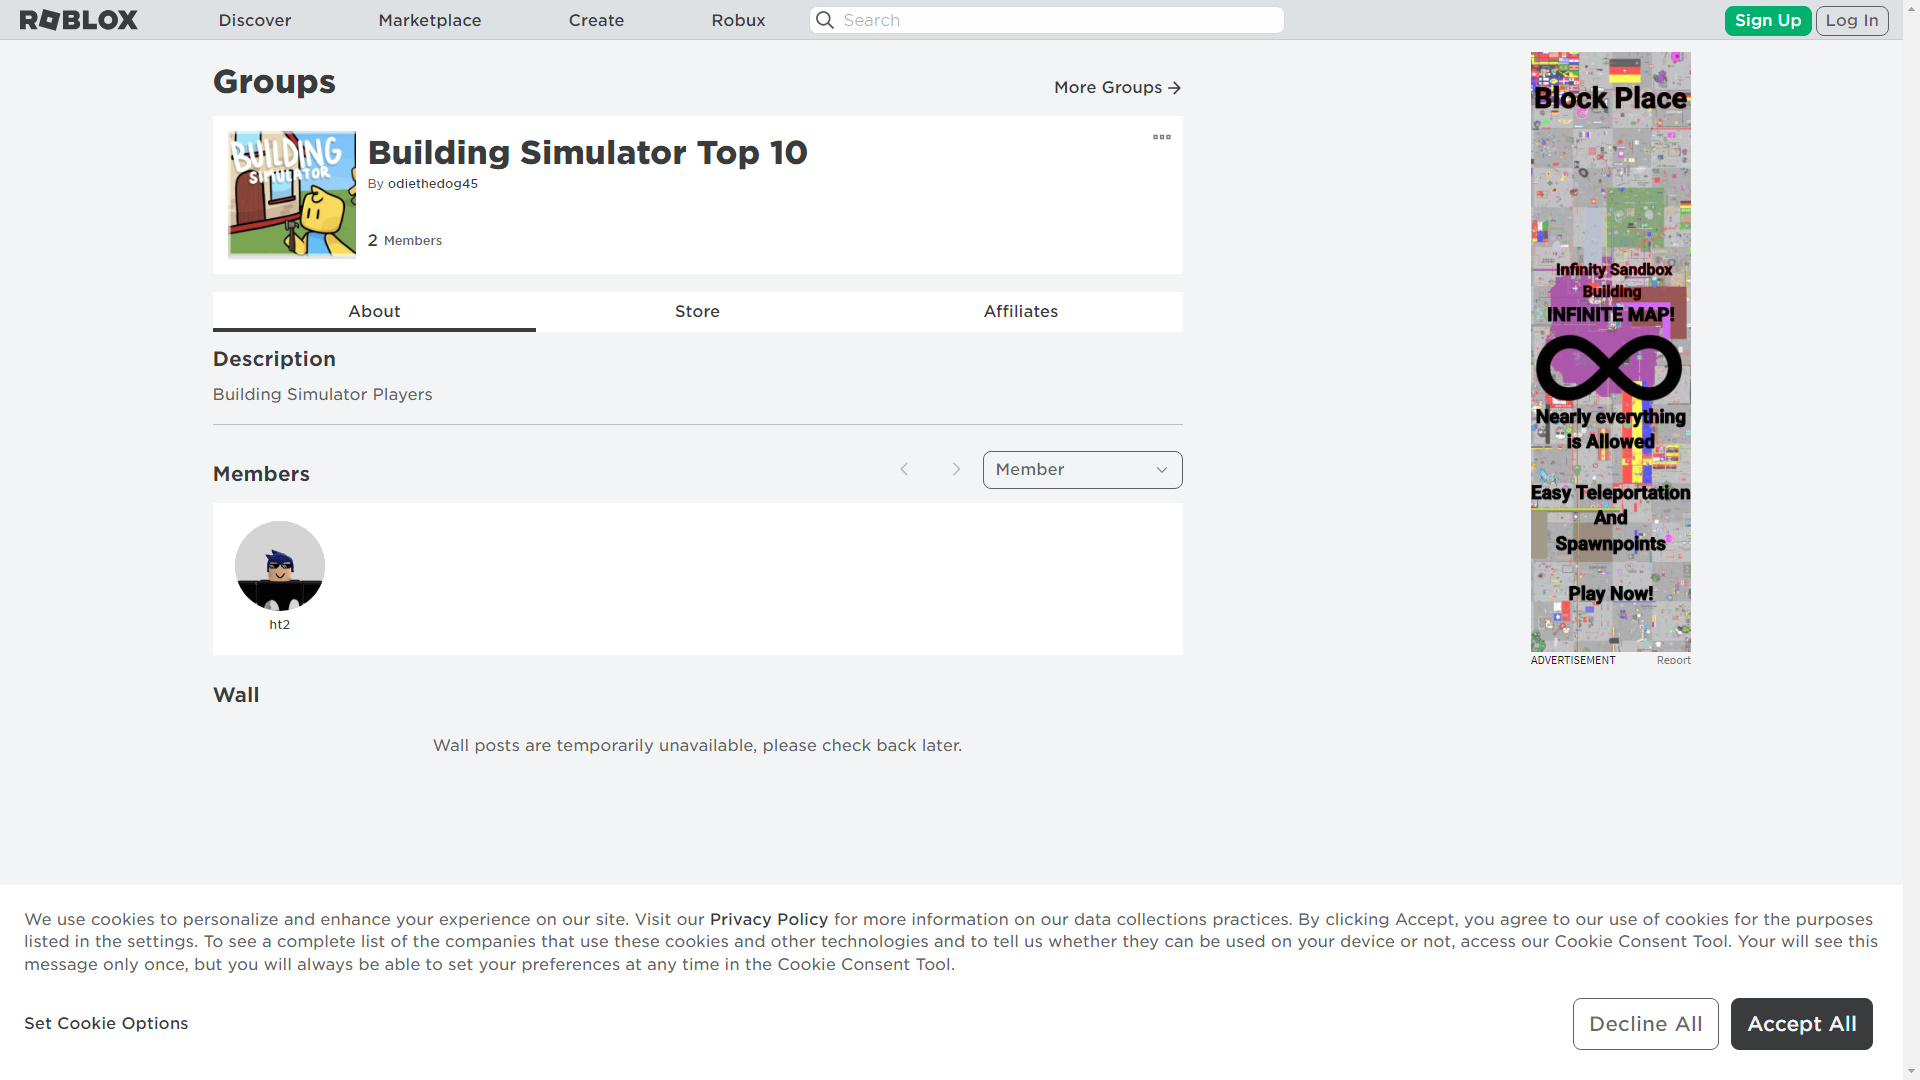 ROBLOX
Discover
Marketplace
Create
Robux
Search
Sign Up
Log In
Groups
More Groups
BUILDING
SIMULATOR
Building Simulator Top 10
By odiethedog45
2 Members
About
Store
Affiliates
Description
Building Simulator Players
Members
Member
ht2
Wall
Wall posts are temporarily unavailable, please check back later.
Block Place
Infinity Sandbox
Building
INFINITE MAP!
Nearly everything
is Allowed
Easy Teleportation
And
Spawnpoints
Play Now!
ADVERTISEMENT
Report
We use cookies to personalize and enhance your experience on our site. Visit our Privacy Policy for more information on our data collections practices. By clicking Accept, you agree to our use of cookies for the purposes
listed in the settings. To see a complete list of the companies that use these cookies and other technologies and to tell us whether they can be used on your device or not, access our Cookie Consent Tool. Your will see this
message only once, but you will always be able to set your preferences at any time in the Cookie Consent Tool.
Set Cookie Options
Decline All
Accept All